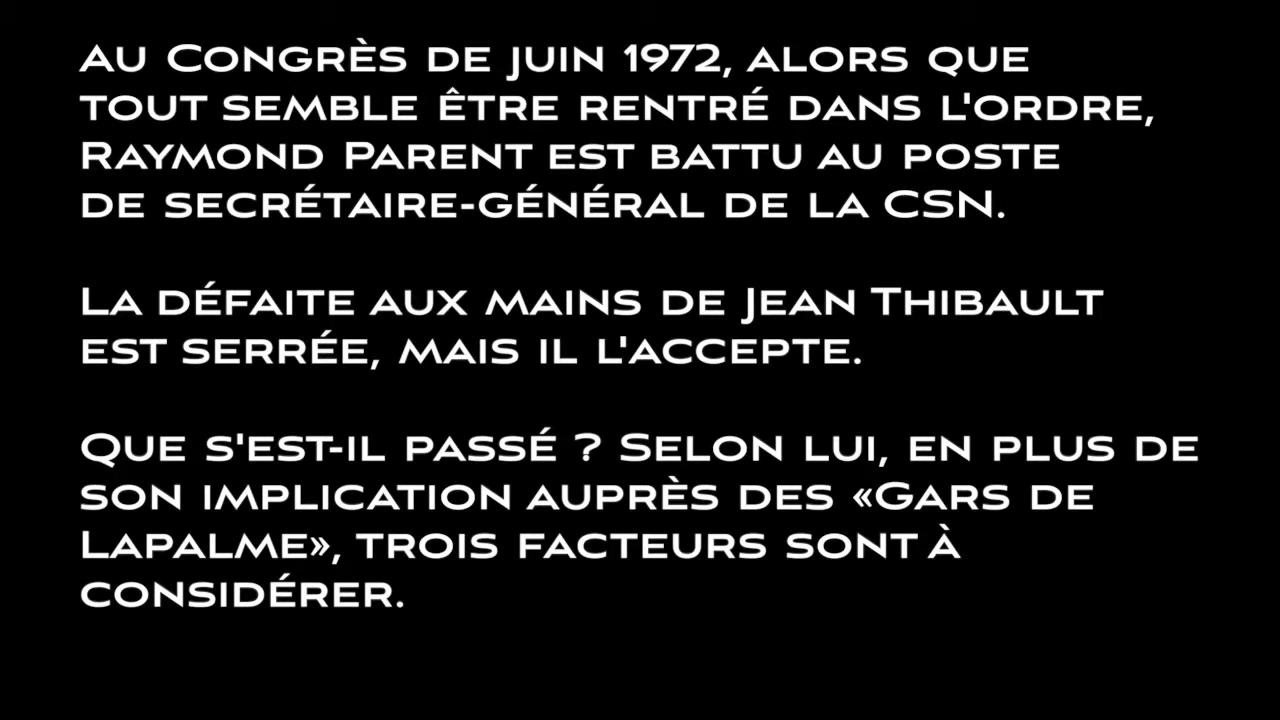 Au Congrès de juin 1972, alors que
tout semble être rentré dans l'ordre,
Raymond Parent est battu au poste
de secrétaire-général de la CSN.
La défaite aux mains de Jean Thibault
est serrée, mais il l'accepte.
Que s'est-il passé ? Selon lui, en plus de
son implication auprès des «Gars de
Lapalme», trois facteurs sont à
considérer.